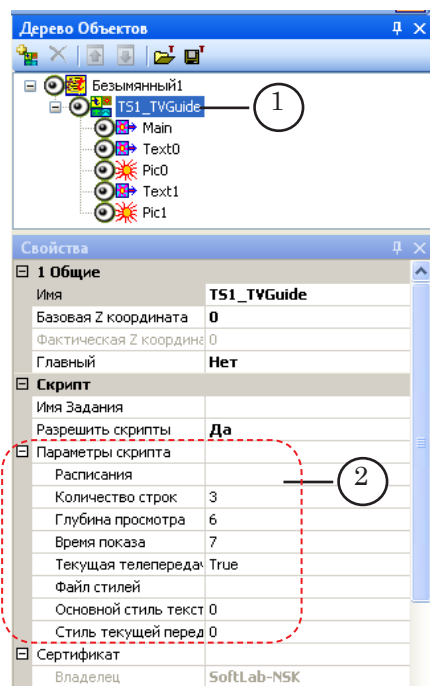 Дерево Объектов
Безымянный1
TS1_TVGuide
1
Main
Text0
Pic0
Text1
Pic1
Свойства
1 Общие
Имя TS1_TVGuide
Базовая Z координата 0
Фактическая Z координа 0
Главный Нет
Скрипт
Имя Задания
Разрешить скрипты Да
Параметры скрипта
Расписания
2
Количество строк 3
Глубина просмотра 6
Время показа 7
Текущая телепередач True
Файл стилей
Основной стиль текст 0
Стиль текущей перед 0
Сертификат
Владелец SoftLab-NSK